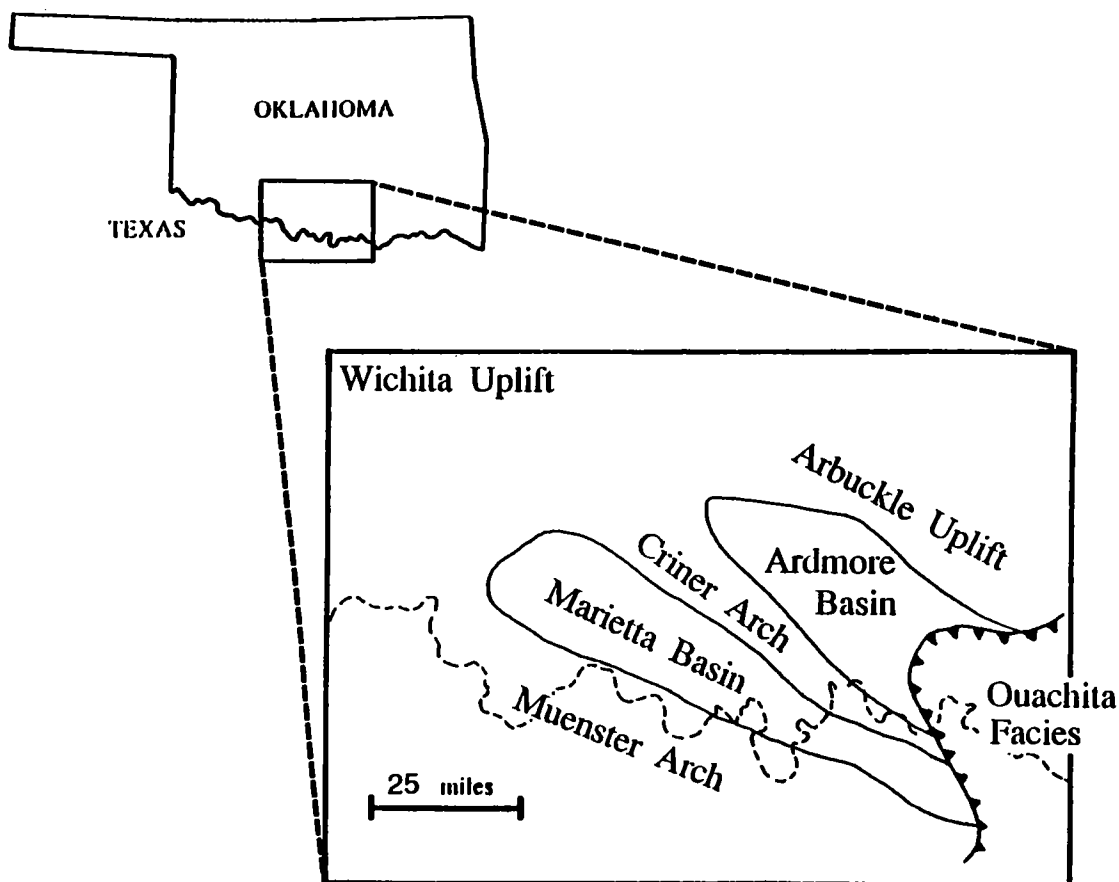 OKLAHOMA
TEXAS
Wichita Uplift
Arbuckle Uplift
Ardmore
Basin
Criner Arch
Marietta Basin
Muenster Arch
Ouachita
Facies
25 miles